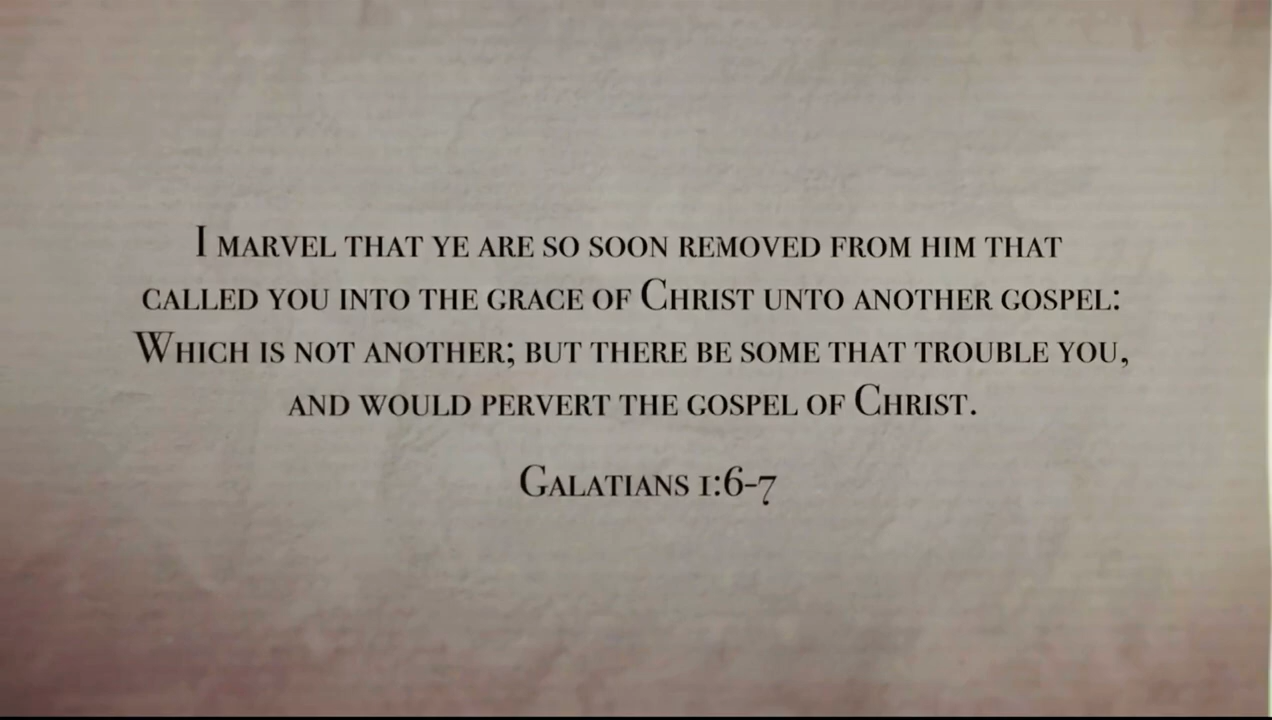 I marvel that ye are so soon removed from him that
called you into the grace of Christ unto another gospel:
Which is not another; but there be some that trouble you,
and would pervert the gospel of Christ.
Galatians 1:6-7